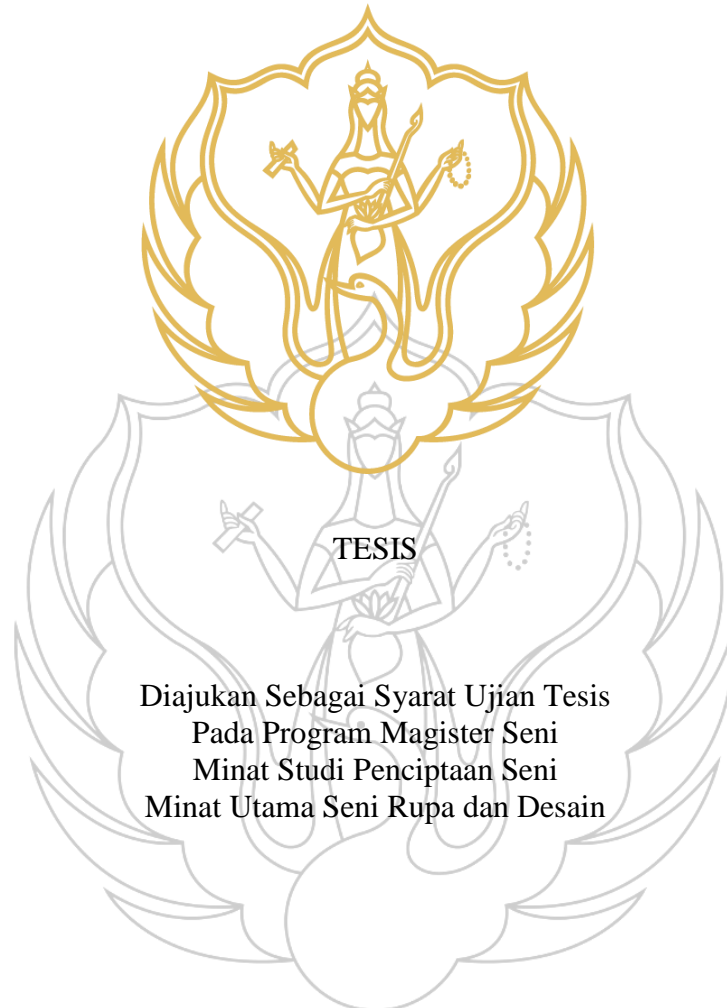 TESIS
Diajukan Sebagai Syarat Ujian Tesis
Pada Program Magister Seni
Minat Studi Penciptaan Seni
Minat Utama Seni Rupa dan Desain